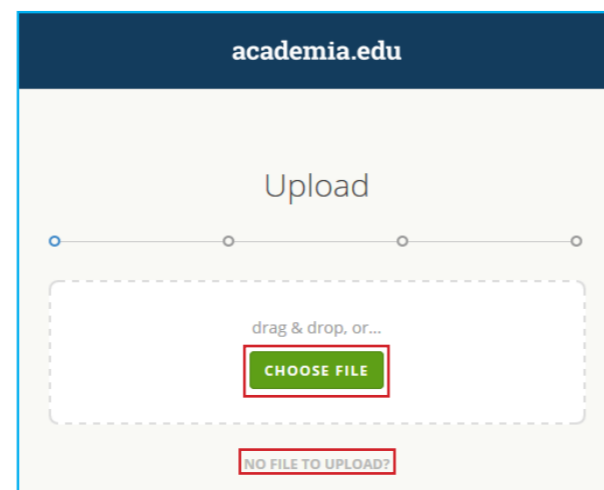 academia.edu
Upload
drag & drop, or...
CHOOSE FILE
NO FILE TO UPLOAD?